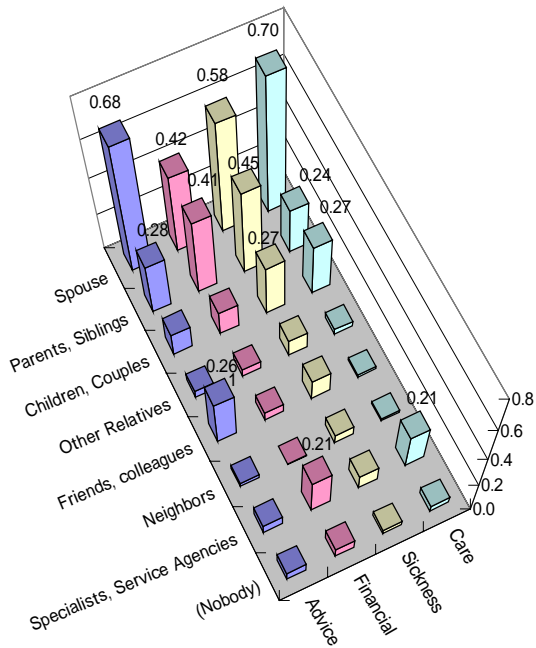 0.70
0.58
0.68
0.42
0.45
0.41
0.24
0.27
0.28
0.27
Spouse
Parents, Siblings
Children, Couples
Other Relatives
Friends, colleagues
Neighbors
Specialists, Service Agencies
(Nobody)
0.26
1
0.21
0.21
0.8
0.6
0.4
0.2
0.0
Advice
Financial
Sickness
Care